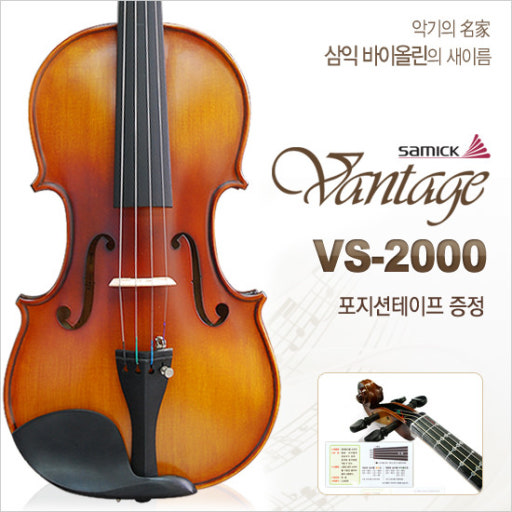 악기의 名家
삼익 바이올린의 새이름
SAMICK
Vantage
VS-2000
포지션테이프 증정